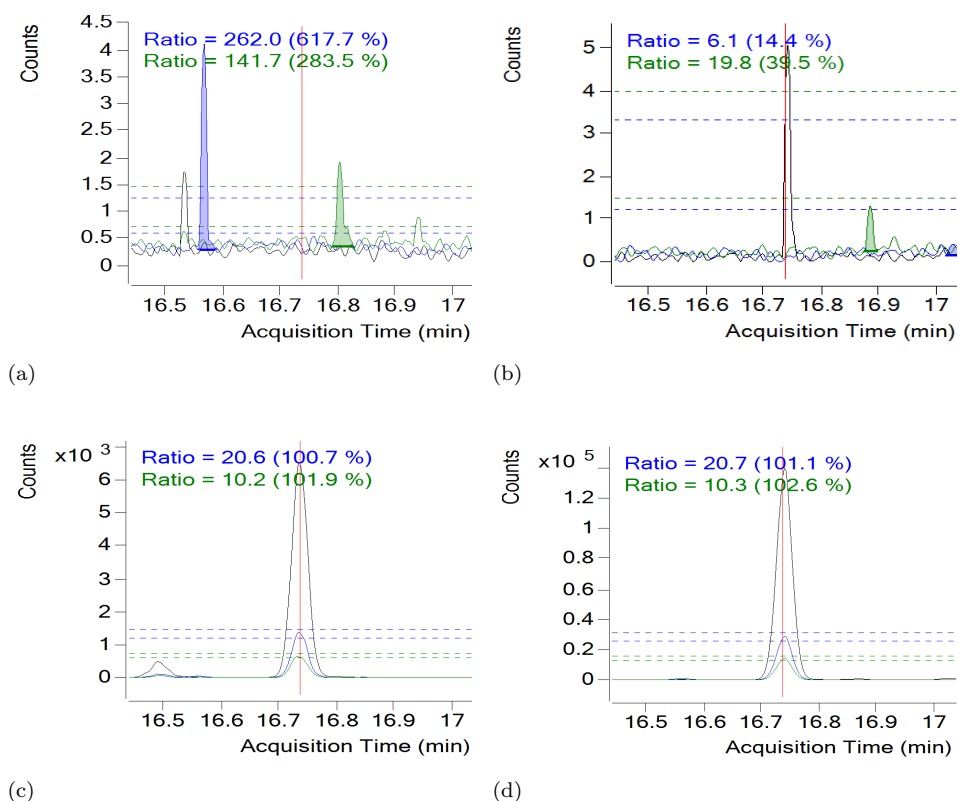 Counts
4.5
4
3.5
3
2.5
2
1.5
1
0.5
0
Ratio = 262.0 (617.7 %)
Ratio = 141.7 (283.5 %)
16.5 16.6 16.7 16.8 16.9 17
Acquisition Time (min)
(a)
Counts
5
4
3
2
1
0
Ratio = 6.1 (14.4 %)
Ratio = 19.8 (39.5 %)
16.5 16.6 16.7 16.8 16.9 17
Acquisition Time (min)
(b)
Counts
x10 3
6
5
4
3
2
1
0
Ratio = 20.6 (100.7 %)
Ratio = 10.2 (101.9 %)
16.5 16.6 16.7 16.8 16.9 17
Acquisition Time (min)
(c)
Counts
x10 5
1.2
1
0.8
0.6
0.4
0.2
0
Ratio = 20.7 (101.1 %)
Ratio = 10.3 (102.6 %)
16.5 16.6 16.7 16.8 16.9 17
Acquisition Time (min)
(d)